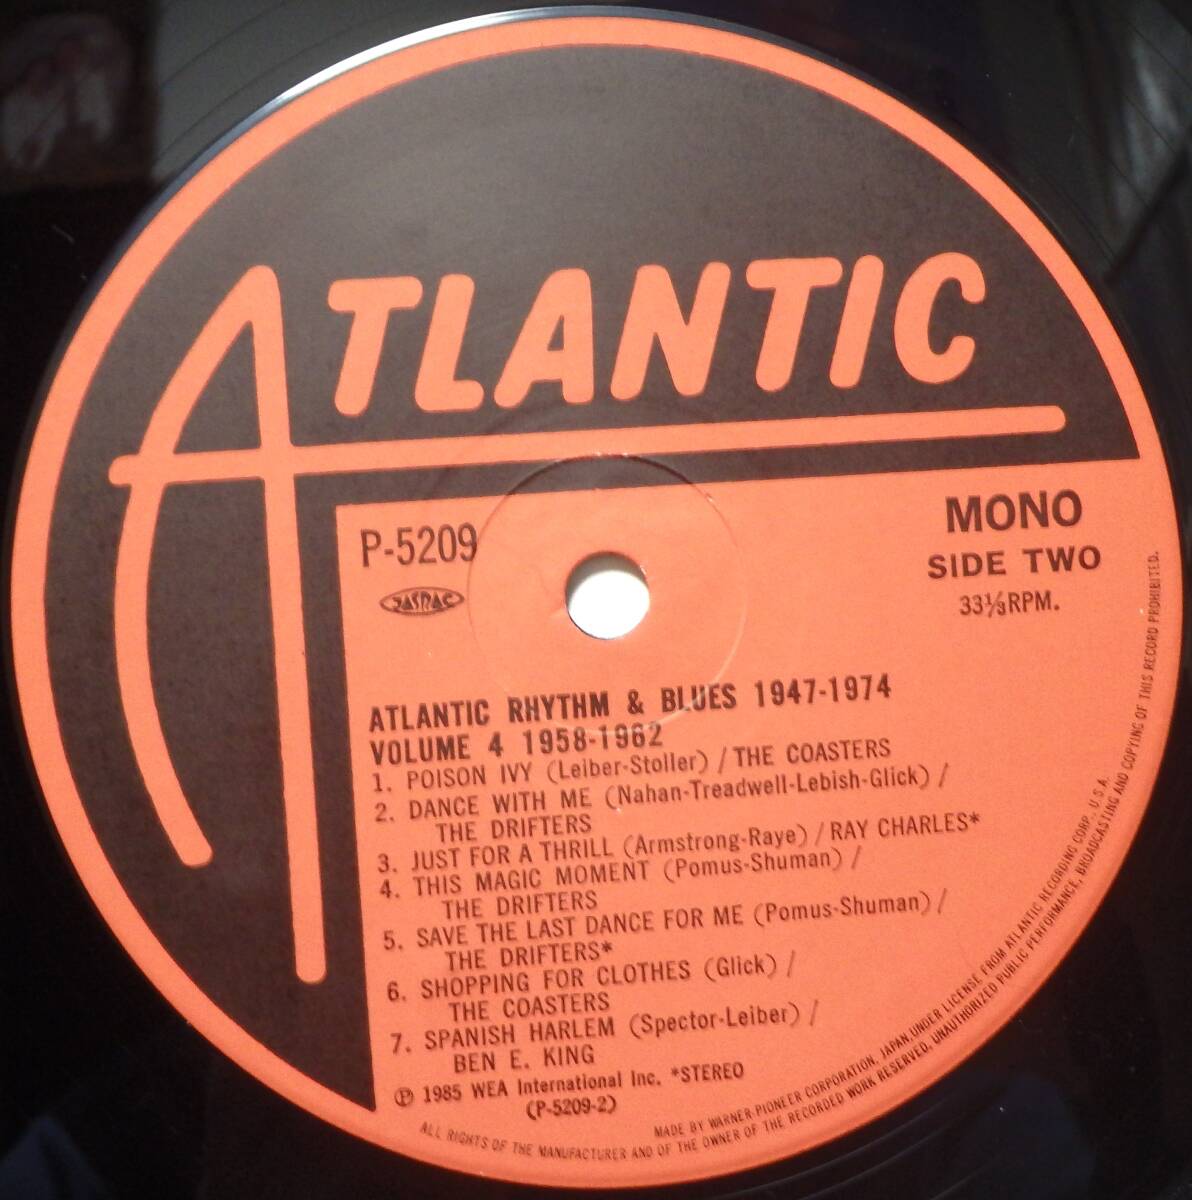 ATLANTIC
P-5209
JASRAC
MONO
SIDE TWO
33⅓RPM.
ATLANTIC RHYTHM & BLUES 1947-1974
VOLUME 4 1958-1962
1. POISON IVY (Leiber-Stoller) / THE COASTERS
2. DANCE WITH ME (Nahan-Treadwell-Lebish-Glick) /
THE DRIFTERS
3. JUST FOR A THRILL (Armstrong-Raye) / RAY CHARLES*
4. THIS MAGIC MOMENT (Pomus-Shuman) /
THE DRIFTERS
5. SAVE THE LAST DANCE FOR ME (Pomus-Shuman) /
THE DRIFTERS*
6. SHOPPING FOR CLOTHES (Glick) /
THE COASTERS
7. SPANISH HARLEM (Spector-Leiber) /
BEN E. KING
℗ 1985 WEA International Inc. *STEREO
(P-5209-2)
MADE BY WARNER-PIONEER CORPORATION, JAPAN, UNDER LICENSE FROM ATLANTIC RECORDING CORP., U.S.A.
ALL RIGHTS OF THE MANUFACTURER AND OF THE OWNER OF THE RECORDED WORK RESERVED. UNAUTHORIZED PUBLIC PERFORMANCE, BROADCASTING AND COPYING OF THIS RECORD PROHIBITED.